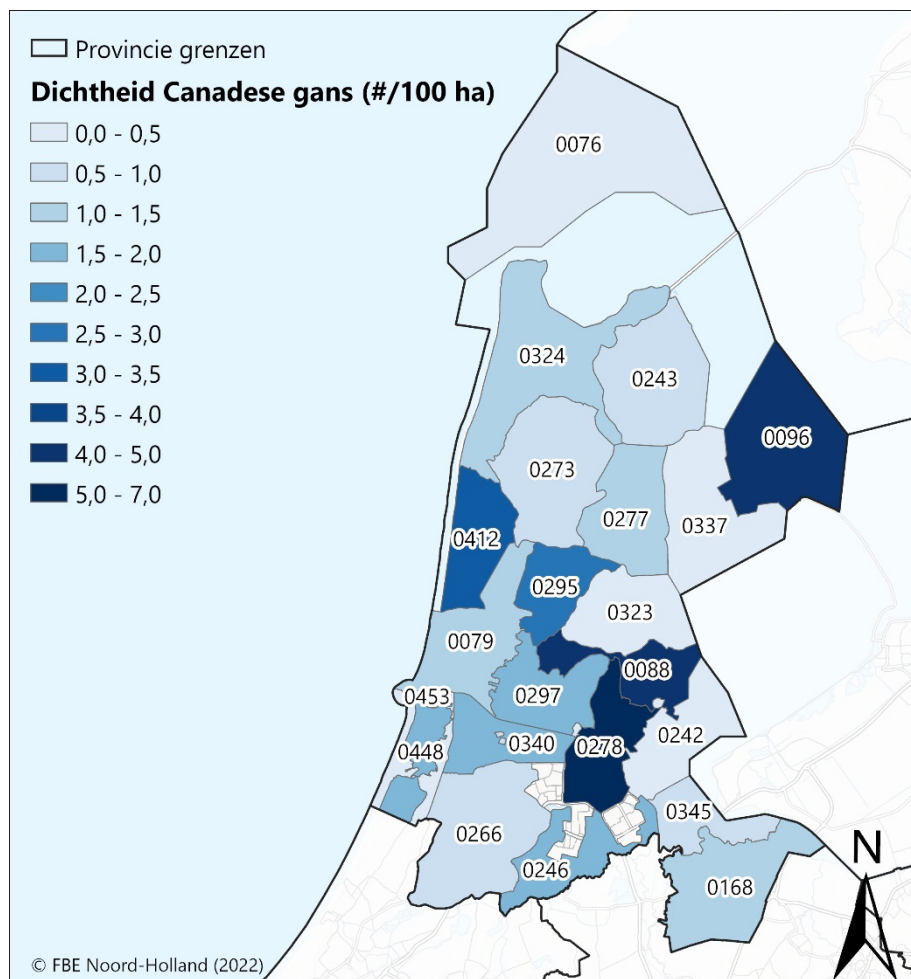 Provincie grenzen
Dichtheid Canadese gans (#/100 ha)
0,0 - 0,5
0,5 - 1,0
1,0 - 1,5
1,5 - 2,0
2,0 - 2,5
2,5 - 3,0
3,0 - 3,5
3,5 - 4,0
4,0 - 5,0
5,0 - 7,0
0076
0324
0243
0096
0273
0277
0337
0412
0295
0323
0079
0088
0453
0297
0242
0448
0340
0278
0345
0266
0246
0168
N
© FBE Noord-Holland (2022)